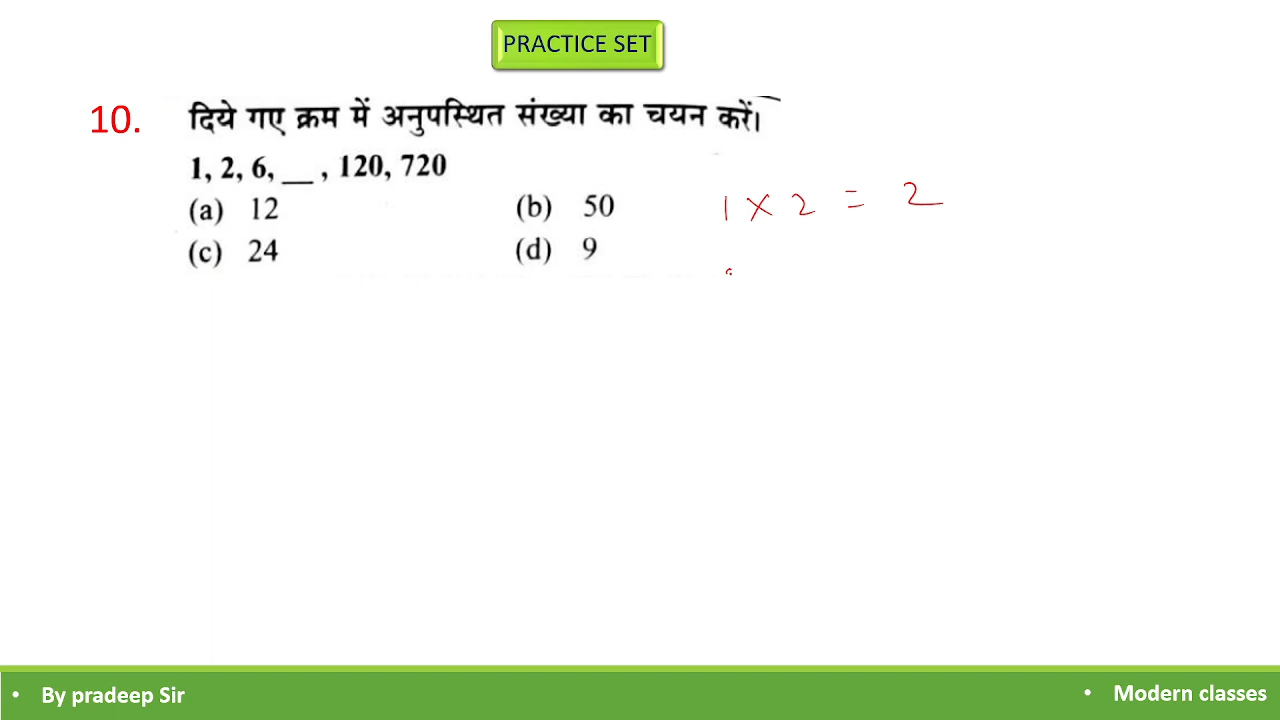 PRACTICE SET
10. दिये गए क्रम में अनुपस्थित संख्या का चयन करें।
1, 2, 6, __ , 120, 720
(a) 12 (b) 50
(c) 24 (d) 9
1 × 2 = 2
• By pradeep Sir
• Modern classes